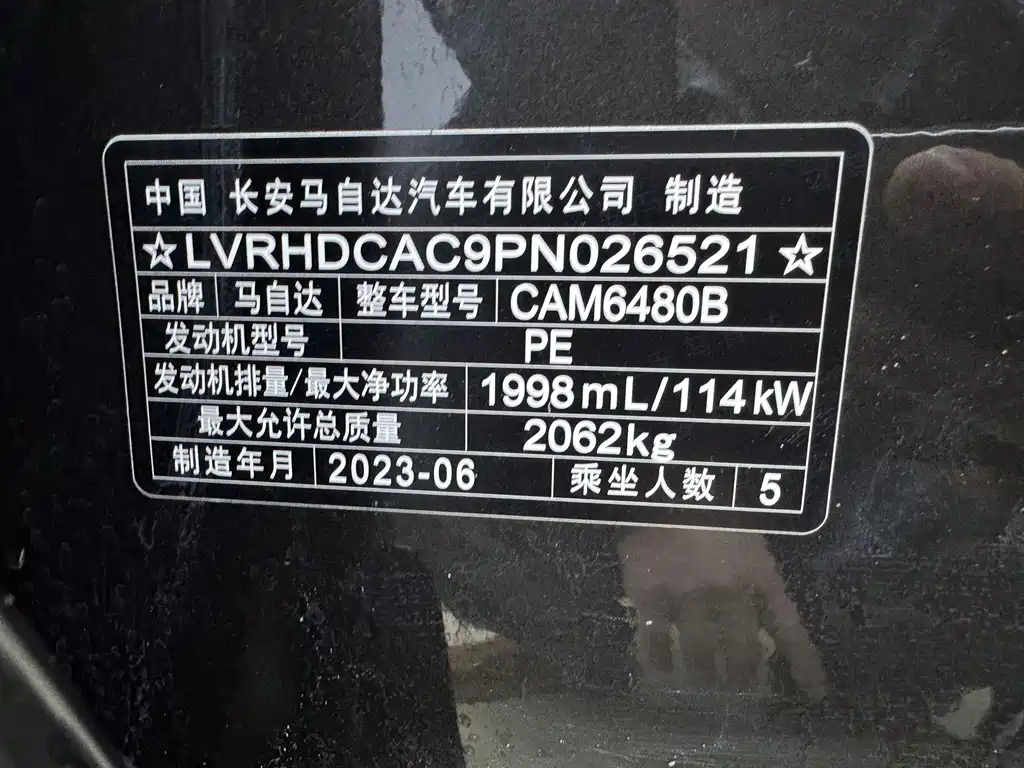 中国 长安马自达汽车有限公司 制造
☆LVRHDCAC9PN026521☆
品牌 马自达 整车型号 CAM6480B
发动机型号 PE
发动机排量/最大净功率 1998mL/114kW
最大允许总质量 2062kg
制造年月 2023-06 乘坐人数 5